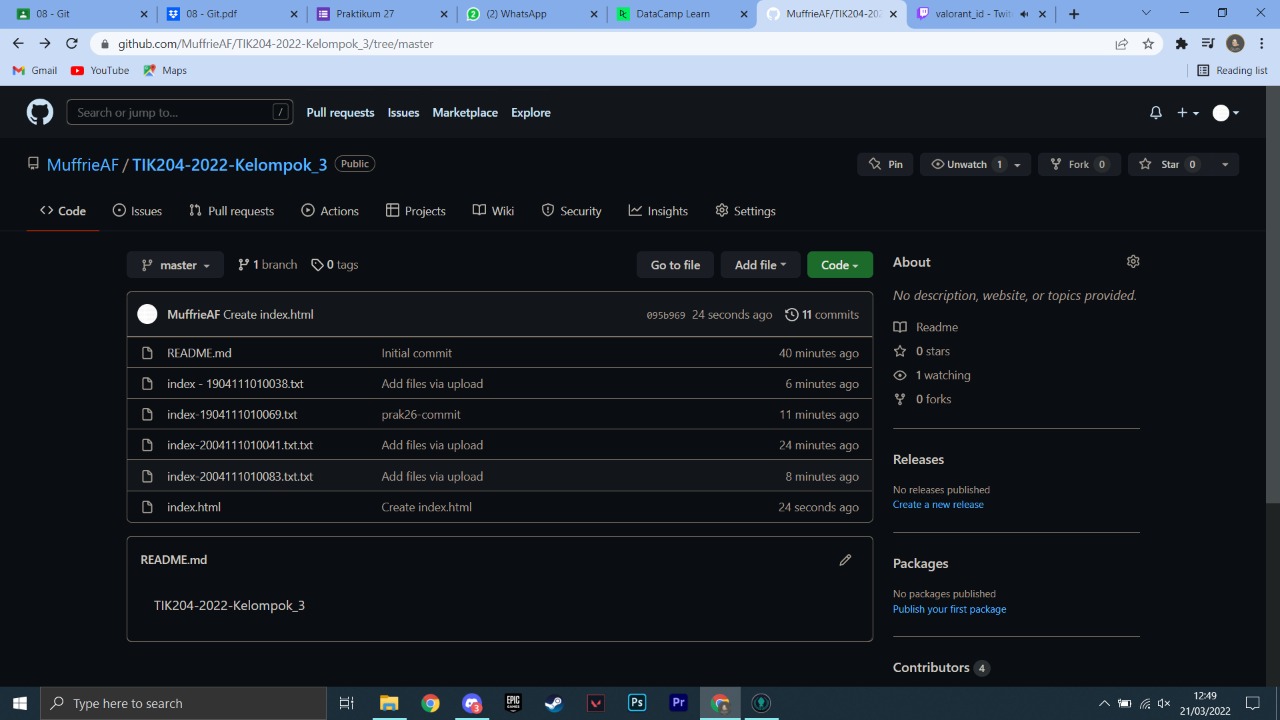 08 - Git
08 - Git.pdf
Praktikum 27
(2) WhatsApp
DataCamp Learn
MuffrieAF/TIK204-20
valorant_id - Twit
github.com/MuffrieAF/TIK204-2022-Kelompok_3/tree/master
Gmail YouTube Maps Reading list
Search or jump to... / Pull requests Issues Marketplace Explore
MuffrieAF / TIK204-2022-Kelompok_3 Public Pin Unwatch 1 Fork 0 Star 0
Code Issues Pull requests Actions Projects Wiki Security Insights Settings
master 1 branch 0 tags Go to file Add file Code
MuffrieAF Create index.html 095b969 24 seconds ago 11 commits
README.md Initial commit 40 minutes ago
index - 1904111010038.txt Add files via upload 6 minutes ago
index-1904111010069.txt prak26-commit 11 minutes ago
index-2004111010041.txt.txt Add files via upload 24 minutes ago
index-2004111010083.txt.txt Add files via upload 8 minutes ago
index.html Create index.html 24 seconds ago
README.md
TIK204-2022-Kelompok_3
About
No description, website, or topics provided.
Readme
0 stars
1 watching
0 forks
Releases
No releases published
Create a new release
Packages
No packages published
Publish your first package
Contributors 4
Type here to search
EPIC GAMES
Ps
Pr
12:49
21/03/2022